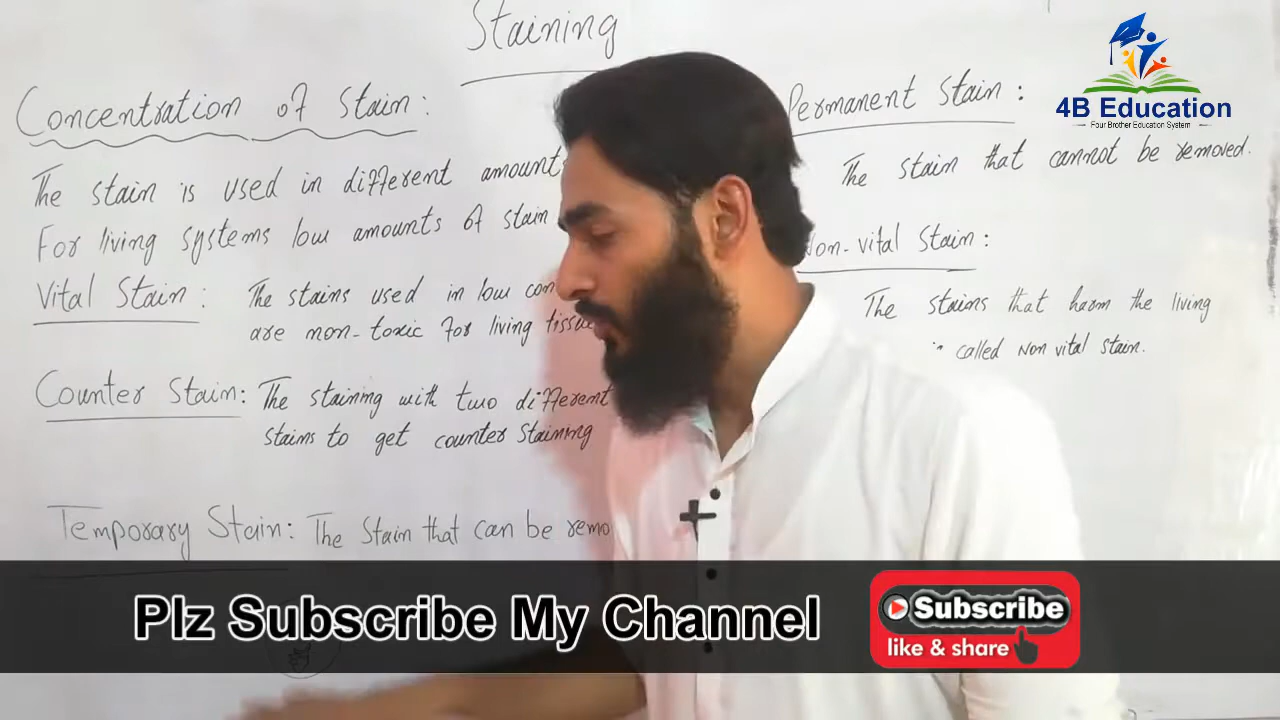 Staining
Concentration of Stain:
The stain is used in different amount
For living systems low amounts of stain
Vital Stain: The stains used in low con
are non-toxic for living tissue
Counter Stain: The staining with two different
stains to get counter staining
Temporary Stain: The Stain that can be remo
Permanent Stain:
The stain that cannot be removed.
Non-vital Stain:
The stains that harm the living
called Non vital stain.
4B Education
Four Brother Education System
Plz Subscribe My Channel
Subscribe
like & share